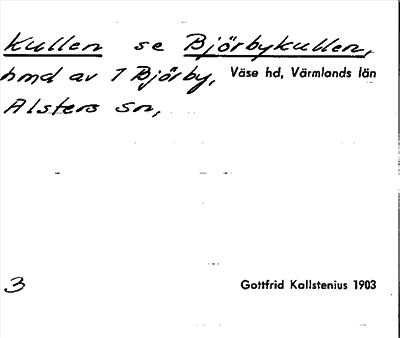 Kullen se Björbykullen,
hmd av 1 Björby, Väse hd, Värmlands län
Alsters sn,
3 Gottfrid Kallstenius 1903